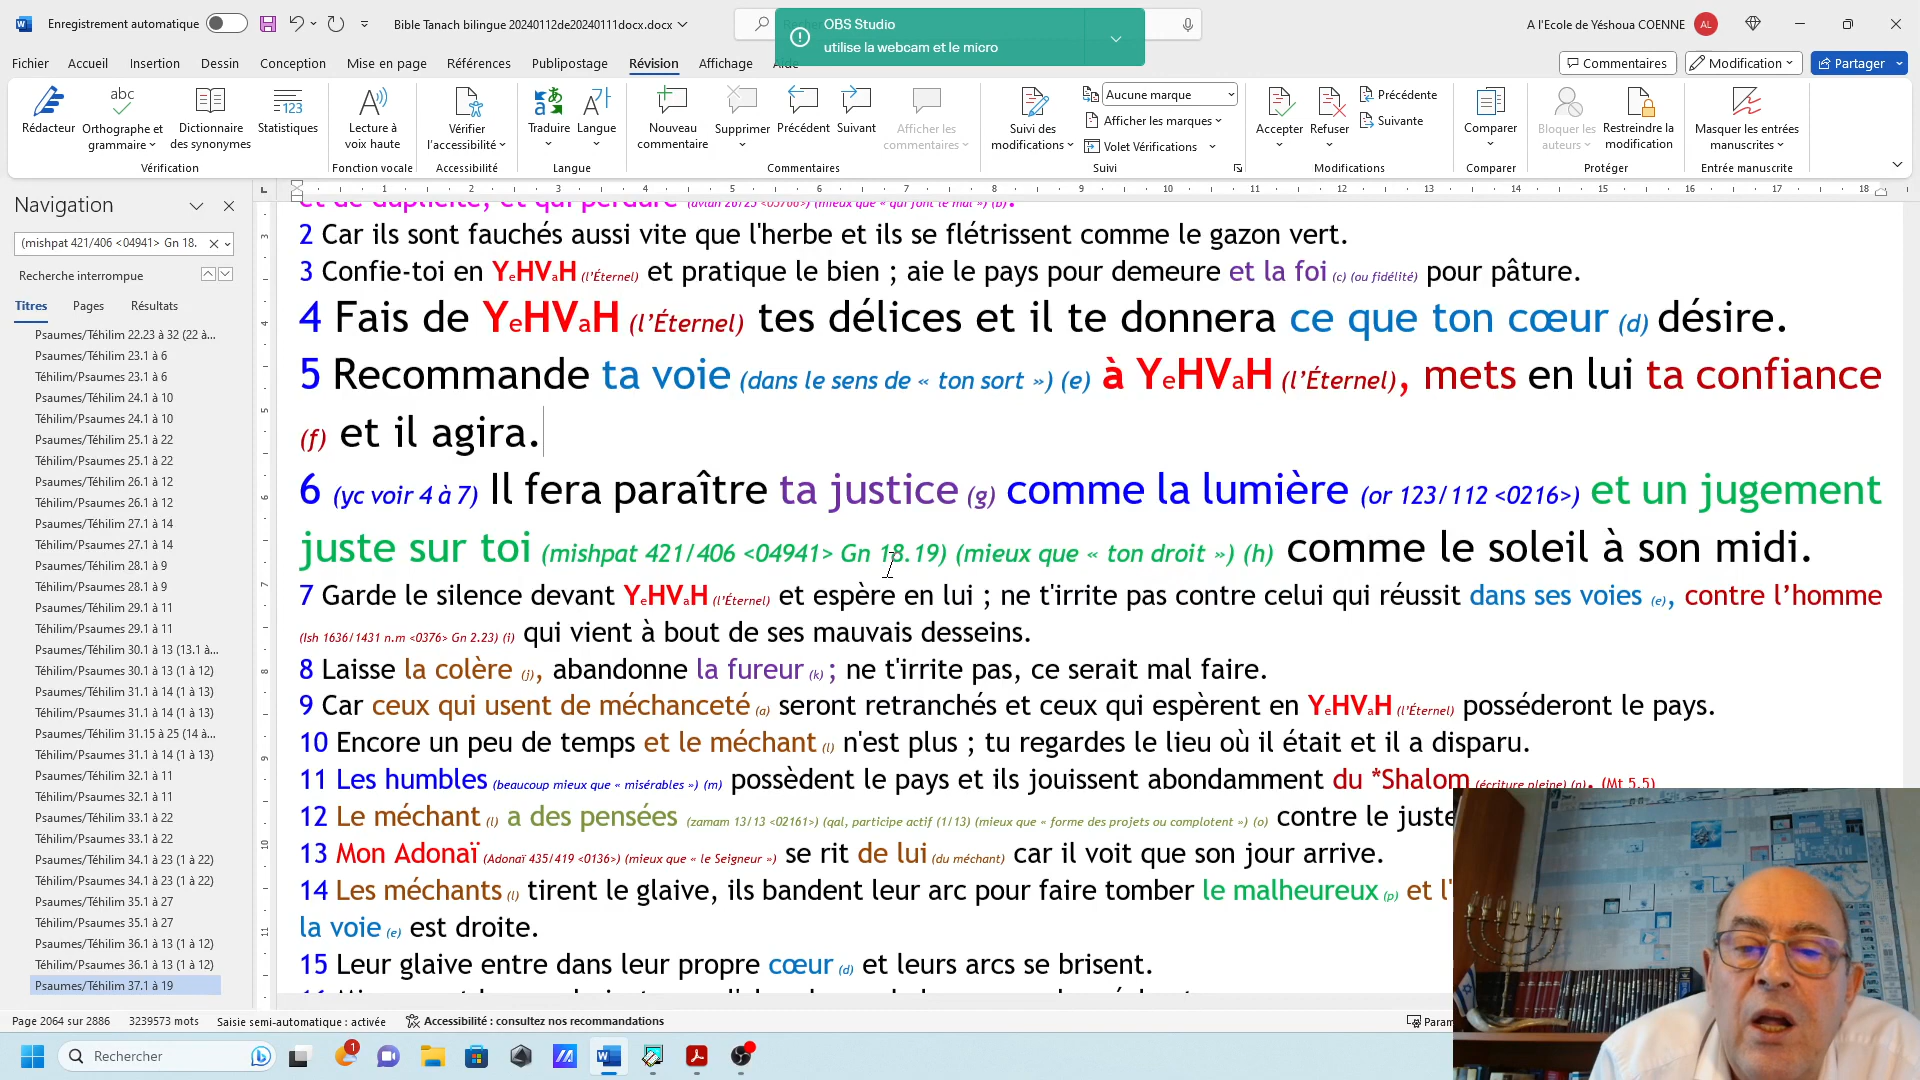 Enregistrement automatique
Bible Tanach bilingue 20240112de20240111docx.docx
OBS Studio
utilise la webcam et le micro
A l'Ecole de Yéshoua COENNE
AL
Fichier Accueil Insertion Dessin Conception Mise en page Références Publipostage Révision Affichage Aide
Commentaires Modification Partager
Rédacteur
Orthographe et grammaire
Dictionnaire des synonymes
Statistiques
Vérification
Lecture à voix haute
Fonction vocale
Vérifier l'accessibilité
Accessibilité
Traduire
Langue
Langue
Nouveau commentaire
Supprimer
Précédent
Suivant
Afficher les commentaires
Commentaires
Suivi des modifications
Aucune marque
Afficher les marques
Volet Vérifications
Suivi
Accepter
Refuser
Précédente
Suivante
Modifications
Comparer
Comparer
Bloquer les auteurs
Restreindre la modification
Protéger
Masquer les entrées manuscrites
Entrée manuscrite
Navigation
(mishpat 421/406 <04941> Gn 18.
Recherche interrompue
Titres Pages Résultats
Psaumes/Téhilim 22.23 à 32 (22 à...
Psaumes/Téhilim 23.1 à 6
Téhilim/Psaumes 23.1 à 6
Psaumes/Téhilim 24.1 à 10
Téhilim/Psaumes 24.1 à 10
Psaumes/Téhilim 25.1 à 22
Psaumes/Téhilim 25.1 à 22
Psaumes/Téhilim 26.1 à 12
Téhilim/Psaumes 26.1 à 12
Psaumes/Téhilim 27.1 à 14
Téhilim/Psaumes 27.1 à 14
Psaumes/Téhilim 28.1 à 9
Téhilim/Psaumes 28.1 à 9
Psaumes/Téhilim 29.1 à 11
Téhilim/Psaumes 29.1 à 11
Psaumes/Téhilim 30.1 à 13 (13.1 à...
Téhilim/Psaumes 30.1 à 13 (1 à 12)
Psaumes/Téhilim 31.1 à 14 (1 à 13)
Téhilim/Psaumes 31.1 à 14 (1 à 13)
Psaumes/Téhilim 31.15 à 25 (14 à...
Téhilim/Psaumes 31.1 à 14 (1 à 13)
Psaumes/Téhilim 32.1 à 11
Téhilim/Psaumes 32.1 à 11
Psaumes/Téhilim 33.1 à 22
Téhilim/Psaumes 33.1 à 22
Psaumes/Téhilim 34.1 à 23 (1 à 22)
Téhilim/Psaumes 34.1 à 23 (1 à 22)
Psaumes/Téhilim 35.1 à 27
Téhilim/Psaumes 35.1 à 27
Psaumes/Téhilim 36.1 à 13 (1 à 12)
Téhilim/Psaumes 36.1 à 13 (1 à 12)
Psaumes/Téhilim 37.1 à 19
2 Car ils sont fauchés aussi vite que l'herbe et ils se flétrissent comme le gazon vert.
3 Confie-toi en YeHVaH (l'Éternel) et pratique le bien ; aie le pays pour demeure et la foi (c) (ou fidélité) pour pâture.
4 Fais de YeHVaH (l'Éternel) tes délices et il te donnera ce que ton cœur (d) désire.
5 Recommande ta voie (dans le sens de « ton sort ») (e) à YeHVaH (l'Éternel), mets en lui ta confiance
(f) et il agira.
6 (yc voir 4 à 7) Il fera paraître ta justice (g) comme la lumière (or 123/112 <0216>) et un jugement
juste sur toi (mishpat 421/406 <04941> Gn 18.19) (mieux que « ton droit ») (h) comme le soleil à son midi.
7 Garde le silence devant YeHVaH (l'Éternel) et espère en lui ; ne t'irrite pas contre celui qui réussit dans ses voies (e), contre l'homme
(Ish 1636/1431 n.m <0376> Gn 2.23) (i) qui vient à bout de ses mauvais desseins.
8 Laisse la colère (j), abandonne la fureur (k) ; ne t'irrite pas, ce serait mal faire.
9 Car ceux qui usent de méchanceté (a) seront retranchés et ceux qui espèrent en YeHVaH (l'Éternel) posséderont le pays.
10 Encore un peu de temps et le méchant (l) n'est plus ; tu regardes le lieu où il était et il a disparu.
11 Les humbles (beaucoup mieux que « misérables ») (m) possèdent le pays et ils jouissent abondamment du *Shalom (écriture pleine) (n). (Mt 5.5)
12 Le méchant (l) a des pensées (zamam 13/13 <02161>) (qal, participe actif (1/13) (mieux que « forme des projets ou complotent ») (o) contre le juste
13 Mon Adonaï (Adonaï 435/419 <0136>) (mieux que « le Seigneur ») se rit de lui (du méchant) car il voit que son jour arrive.
14 Les méchants (l) tirent le glaive, ils bandent leur arc pour faire tomber le malheureux (p) et l'
la voie (e) est droite.
15 Leur glaive entre dans leur propre cœur (d) et leurs arcs se brisent.
Page 2064 sur 2886 3239573 mots Saisie semi-automatique : activée Accessibilité : consultez nos recommandations Param
Rechercher
1